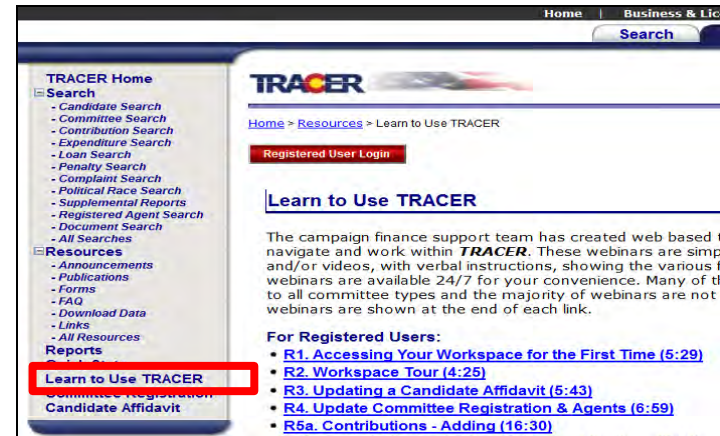 Home | Business & Lic
Search
TRACER Home
Search
- Candidate Search
- Committee Search
- Contribution Search
- Expenditure Search
- Loan Search
- Penalty Search
- Complaint Search
- Political Race Search
- Supplemental Reports
- Registered Agent Search
- Document Search
- All Searches
Resources
- Announcements
- Publications
- Forms
- FAQ
- Download Data
- Links
- All Resources
Reports
Learn to Use TRACER
Committee Registration
Candidate Affidavit
TRACER
Home > Resources > Learn to Use TRACER
Registered User Login
Learn to Use TRACER
The campaign finance support team has created web based
navigate and work within TRACER. These webinars are simp
and/or videos, with verbal instructions, showing the various f
webinars are available 24/7 for your convenience. Many of th
to all committee types and the majority of webinars are not
webinars are shown at the end of each link.
For Registered Users:
• R1. Accessing Your Workspace for the First Time (5:29)
• R2. Workspace Tour (4:25)
• R3. Updating a Candidate Affidavit (5:43)
• R4. Update Committee Registration & Agents (6:59)
• R5a. Contributions - Adding (16:30)